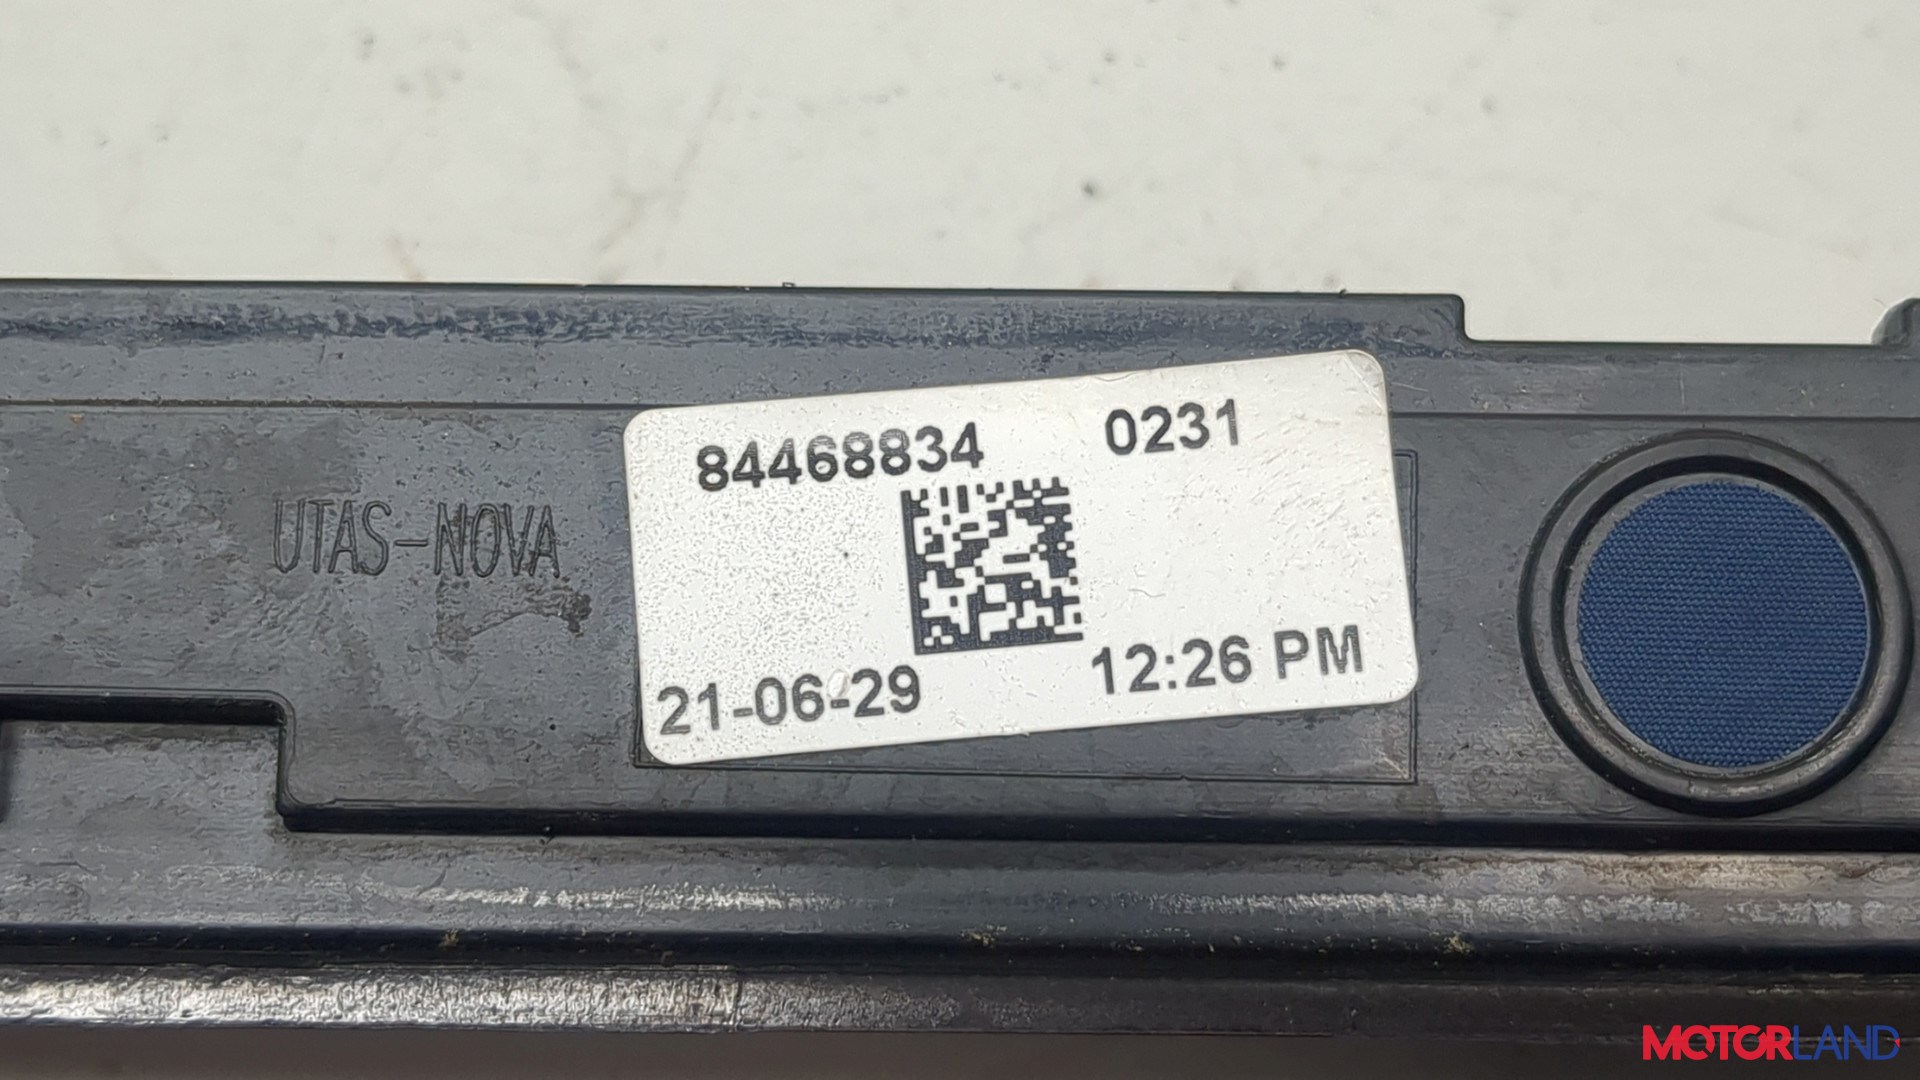 84468834 0231
UTAS-NOVA
21-06-29 12:26 PM
MOTORLAND